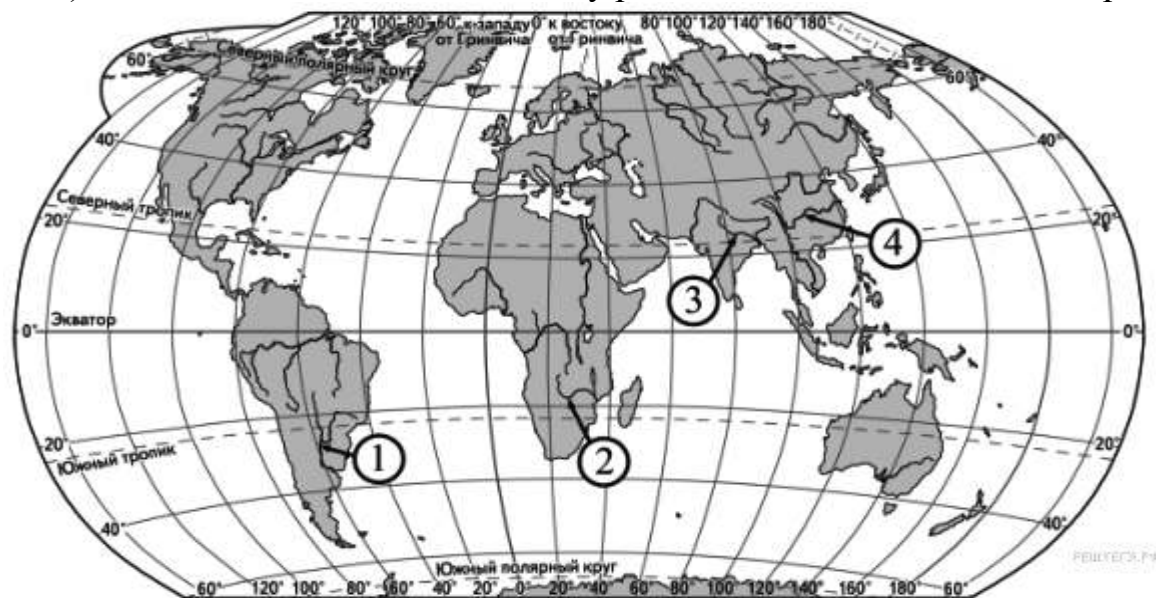 120° 100° 80° 60° к западу 0° к востоку 80° 100° 120° 140° 160° 180°
от Гринвича от Гринвича
60° Северный полярный круг 60°
40° 40°
Северный тропик
20° 20°
4
3
Экватор
0° 0°
1
2
20° 20°
Южный тропик
40° 40°
Южный полярный круг
60° 120° 100° 80° 60° 40° 20° 0° 20° 40° 60° 80° 100° 120° 140° 160° 180° 60°